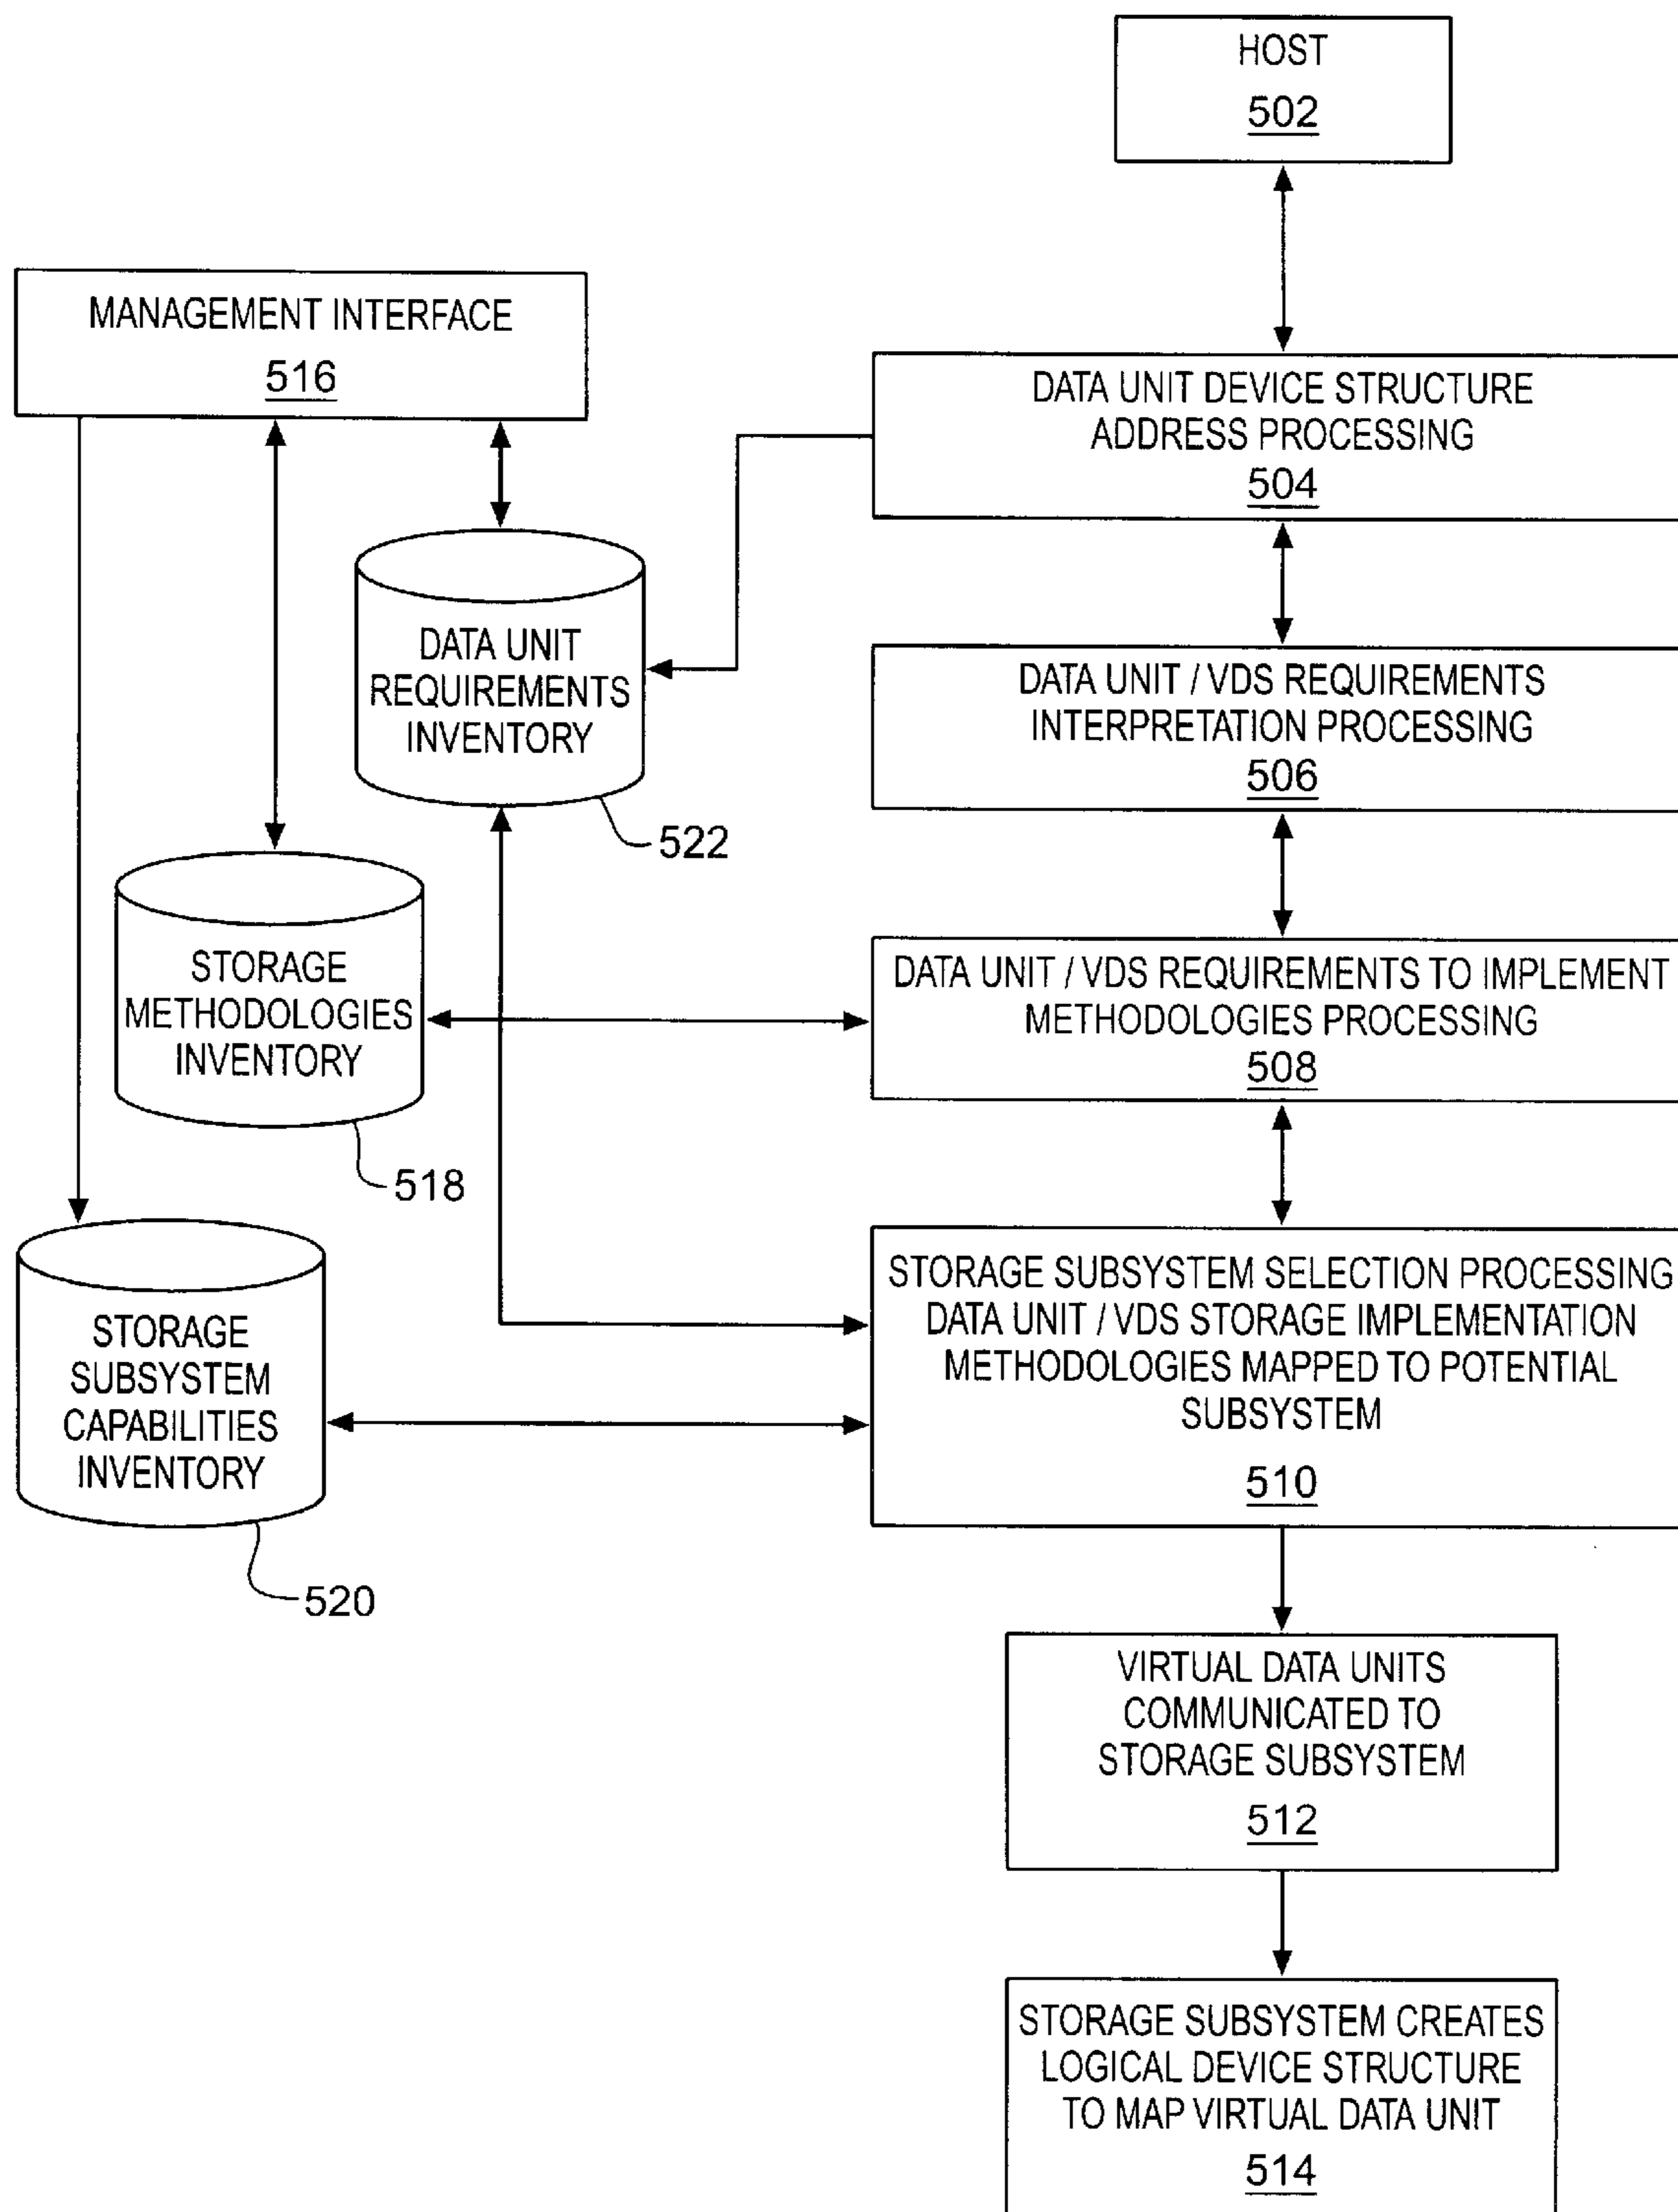 HOST
502
MANAGEMENT INTERFACE
516
DATA UNIT DEVICE STRUCTURE
ADDRESS PROCESSING
504
DATA UNIT
REQUIREMENTS
INVENTORY
522
DATA UNIT / VDS REQUIREMENTS
INTERPRETATION PROCESSING
506
STORAGE
METHODOLOGIES
INVENTORY
518
DATA UNIT / VDS REQUIREMENTS TO IMPLEMENT
METHODOLOGIES PROCESSING
508
STORAGE
SUBSYSTEM
CAPABILITIES
INVENTORY
520
STORAGE SUBSYSTEM SELECTION PROCESSING
DATA UNIT / VDS STORAGE IMPLEMENTATION
METHODOLOGIES MAPPED TO POTENTIAL
SUBSYSTEM
510
VIRTUAL DATA UNITS
COMMUNICATED TO
STORAGE SUBSYSTEM
512
STORAGE SUBSYSTEM CREATES
LOGICAL DEVICE STRUCTURE
TO MAP VIRTUAL DATA UNIT
514